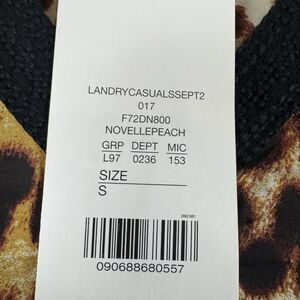 LANDRYCASUALSSEPT2
017
F72DN800
NOVELLEPEACH
GRP DEPT MIC
L97 0236 153
SIZE
S
090688680557